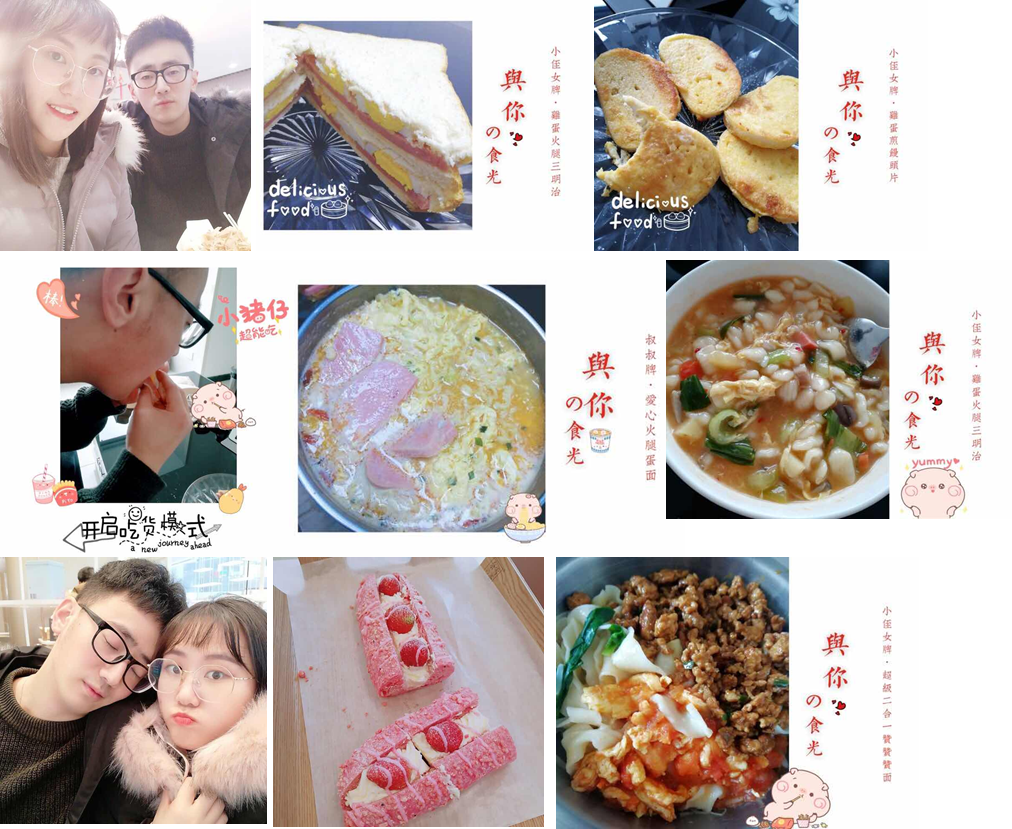 與你
の食光
小侄女牌·雞蛋火腿三明治
delicious
food
與你
の食光
小侄女牌·雞蛋煎饅頭片
delicious
food
棒!
小豬仔
超能吃
开启吃货模式
a new journey ahead
與你
の食光
叔叔牌·愛心火腿蛋面
與你
の食光
小侄女牌·雞蛋火腿三明治
yummy
與你
の食光
小侄女牌·超級二合一贊贊贊面